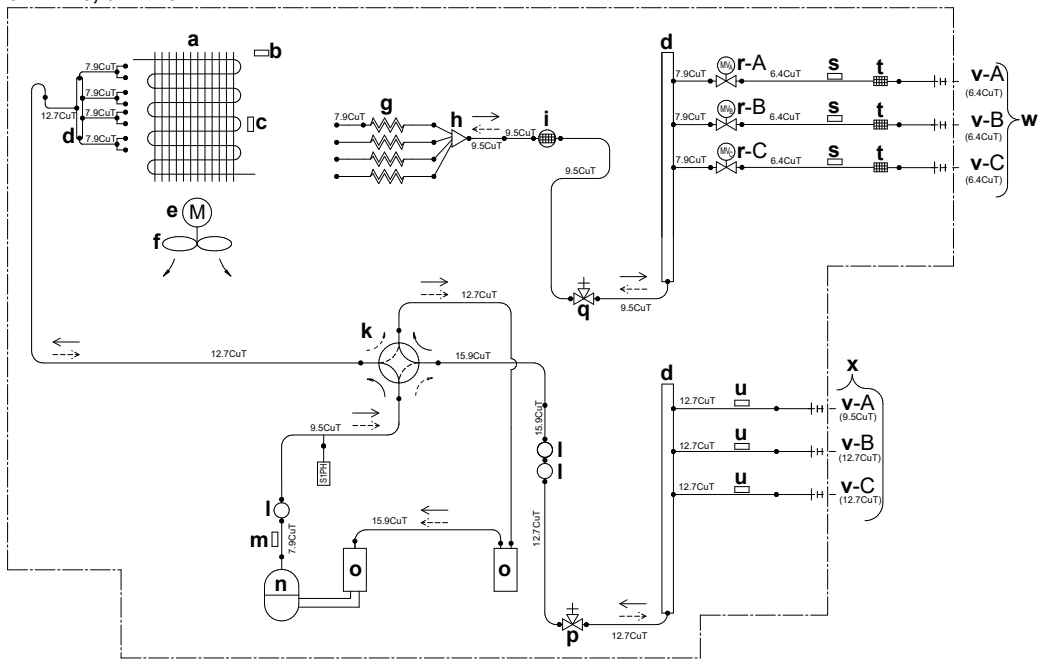 a
b
d
7.9CuT
r-A
s
t
v-A
(6.4CuT)
7.9CuT
6.4CuT
7.9CuT
g
h
i
12.7CuT
7.9CuT
c
7.9CuT
9.5CuT
9.5CuT
r-B
s
t
v-B
(6.4CuT)
w
7.9CuT
6.4CuT
d
7.9CuT
r-C
s
t
v-C
(6.4CuT)
7.9CuT
6.4CuT
9.5CuT
e
M
f
q
9.5CuT
12.7CuT
k
12.7CuT
15.9CuT
d
x
12.7CuT
u
v-A
(9.5CuT)
9.5CuT
15.9CuT
12.7CuT
u
v-B
(12.7CuT)
l
l
S1PH
12.7CuT
u
v-C
(12.7CuT)
l
m
7.9CuT
15.9CuT
12.7CuT
n
o
o
p
12.7CuT